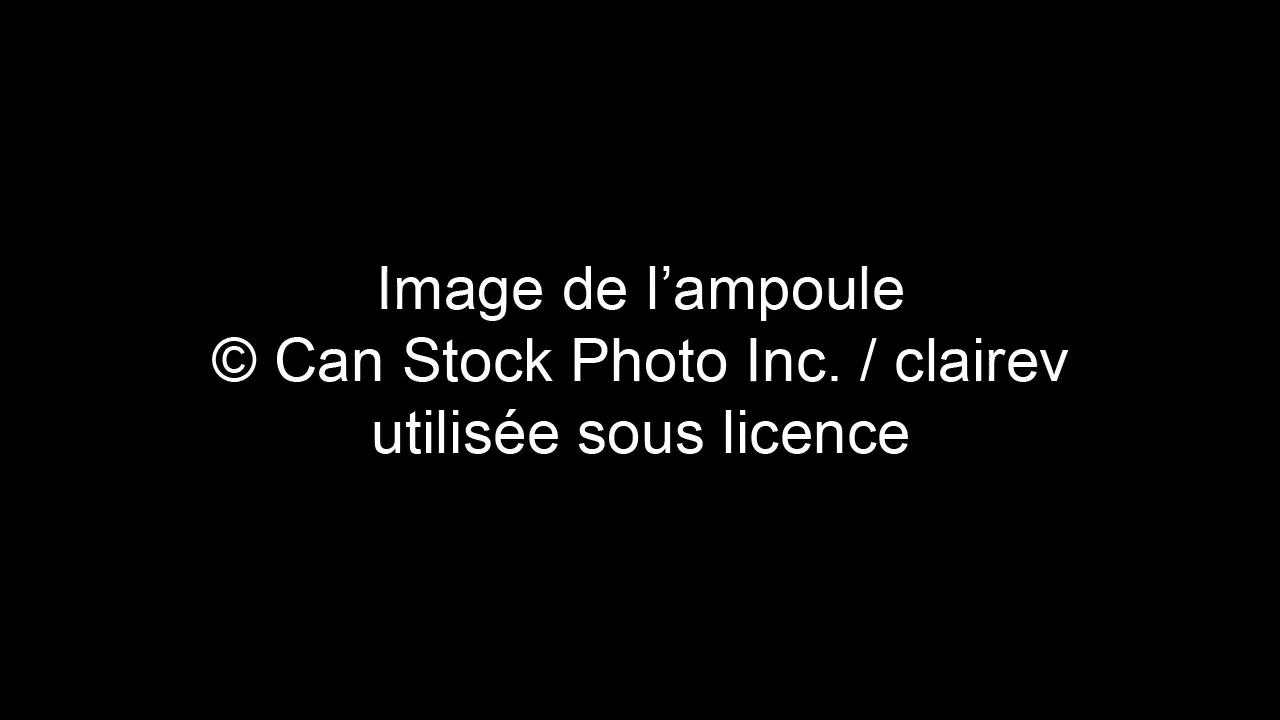 Image de l’ampoule
© Can Stock Photo Inc. / clairev
utilisée sous licence